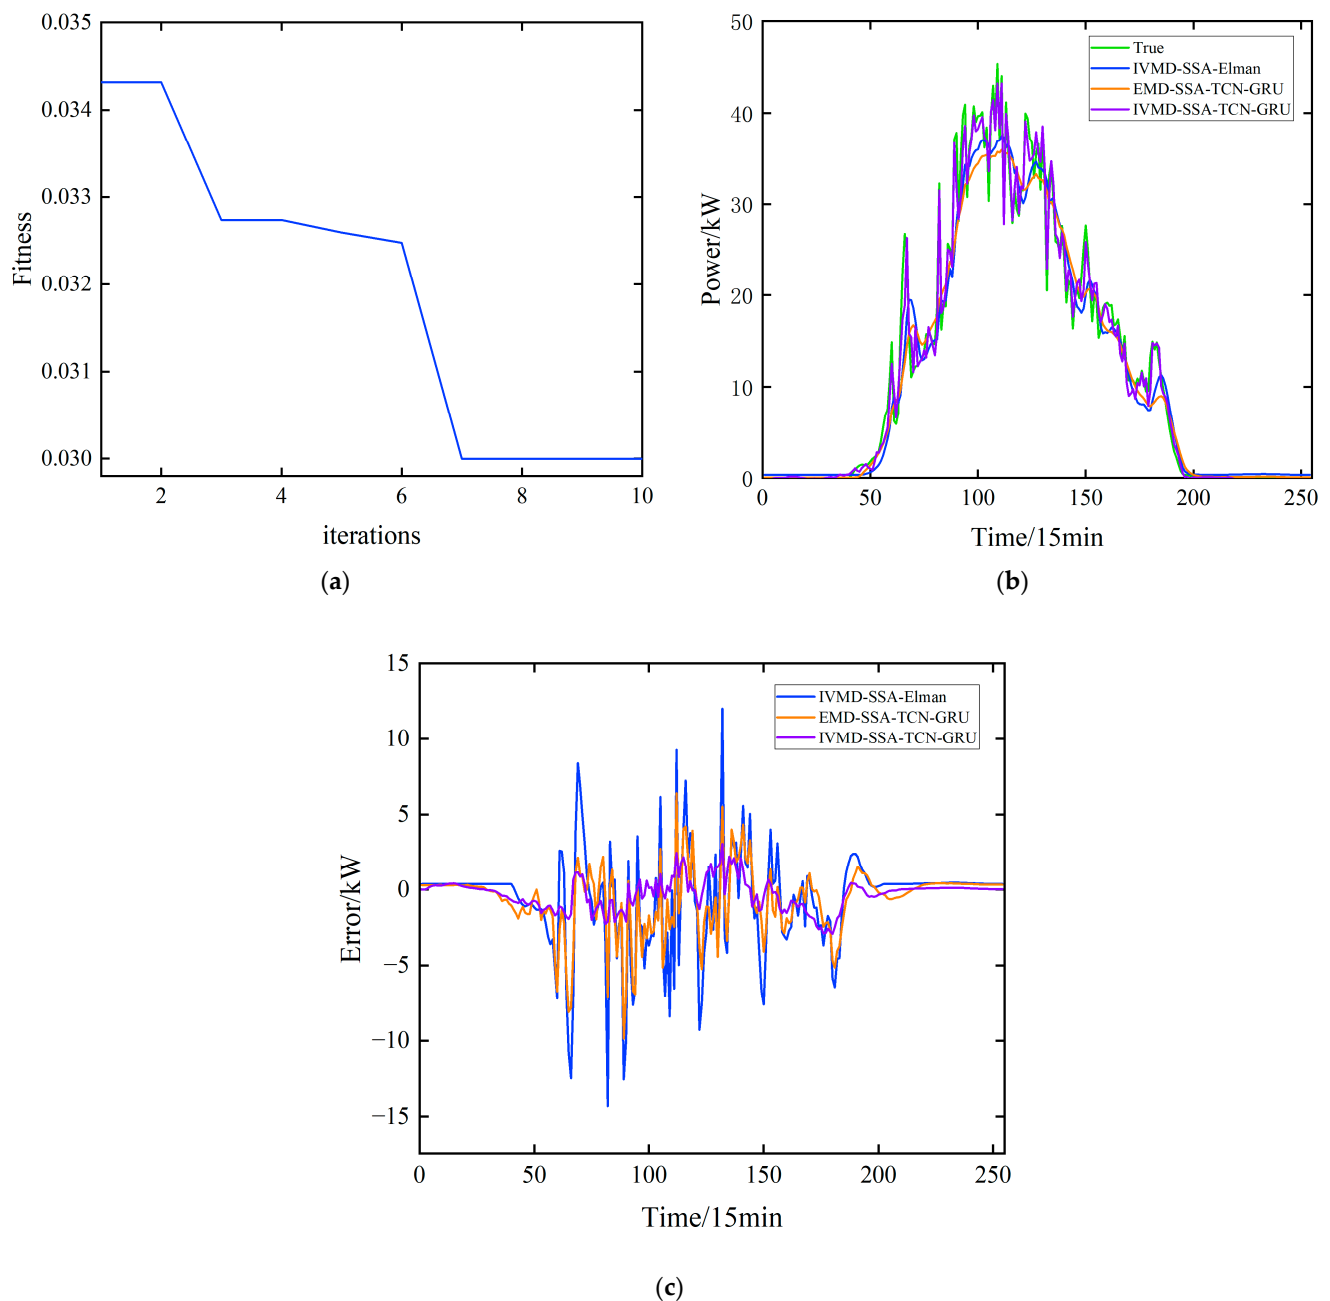 0.035
0.034
0.033
0.032
0.031
0.030
Fitness
2 4 6 8 10
iterations
(a)
50
40
30
20
10
0
Power/kW
True
IVMD-SSA-Elman
EMD-SSA-TCN-GRU
IVMD-SSA-TCN-GRU
0 50 100 150 200 250
Time/15min
(b)
15
10
5
0
−5
−10
−15
Error/kW
IVMD-SSA-Elman
EMD-SSA-TCN-GRU
IVMD-SSA-TCN-GRU
0 50 100 150 200 250
Time/15min
(c)